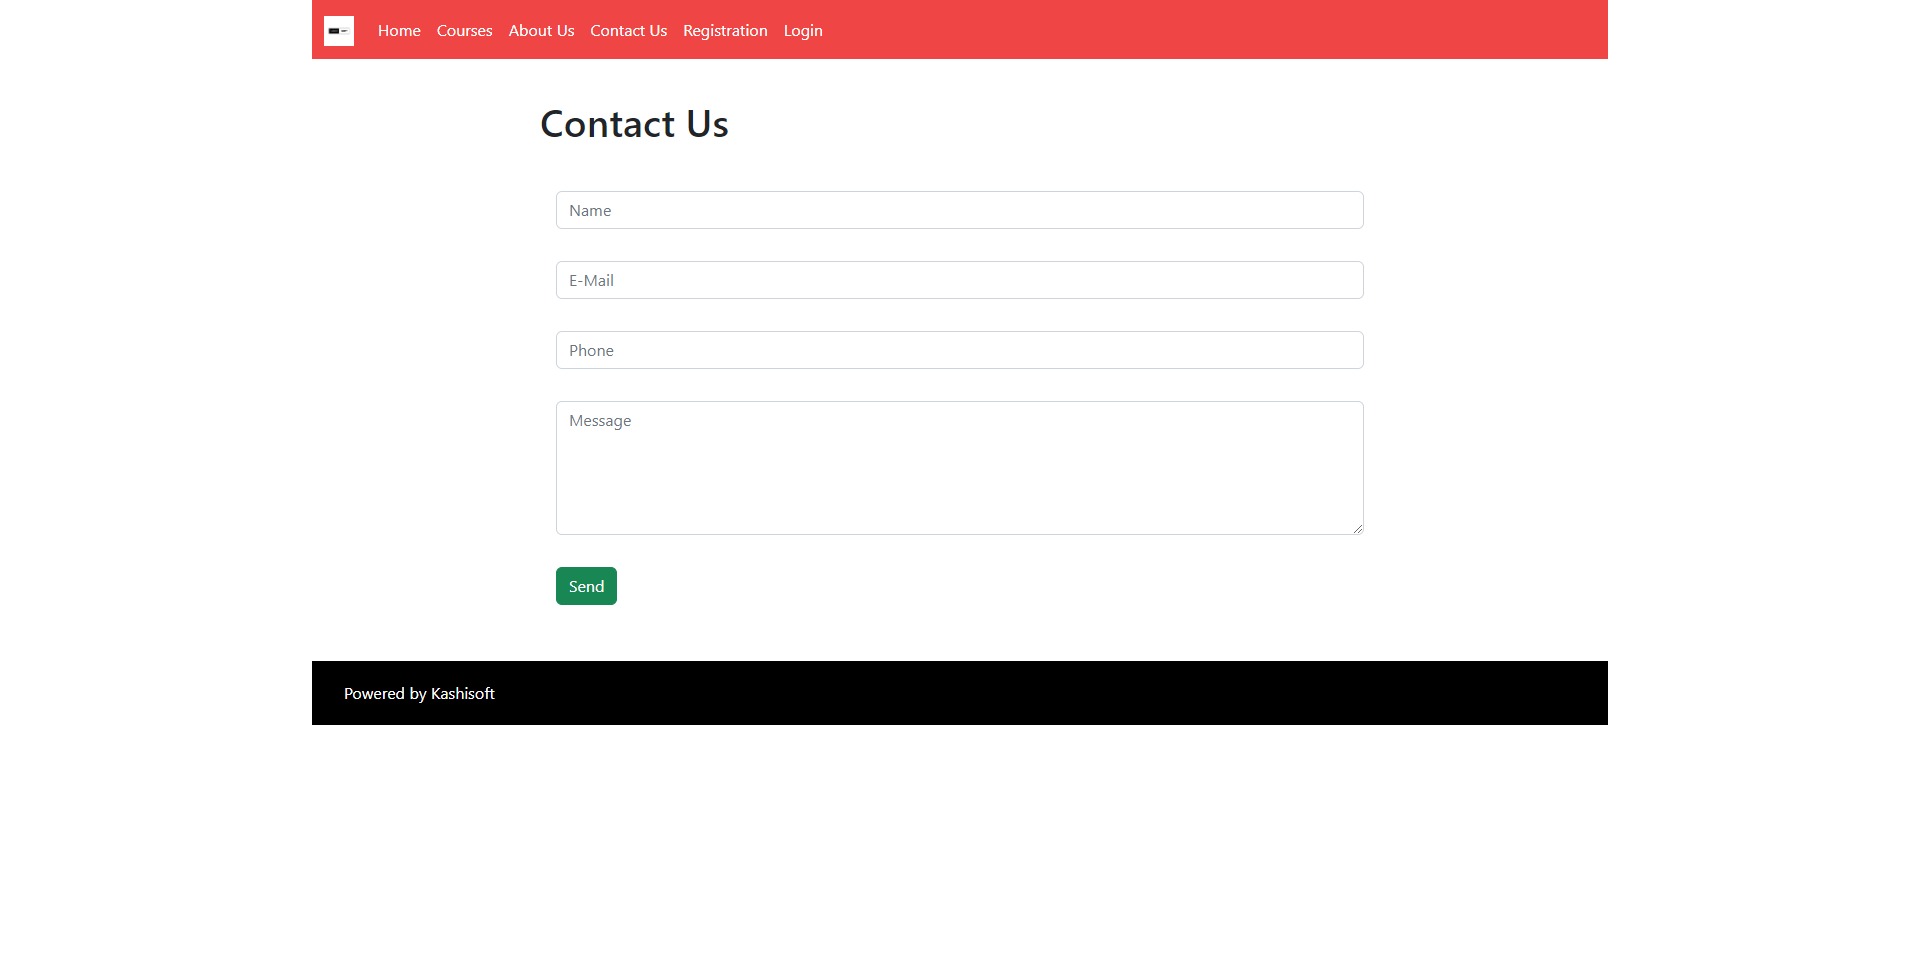 Home Courses About Us Contact Us Registration Login
Contact Us
Name
E-Mail
Phone
Message
Send
Powered by Kashisoft